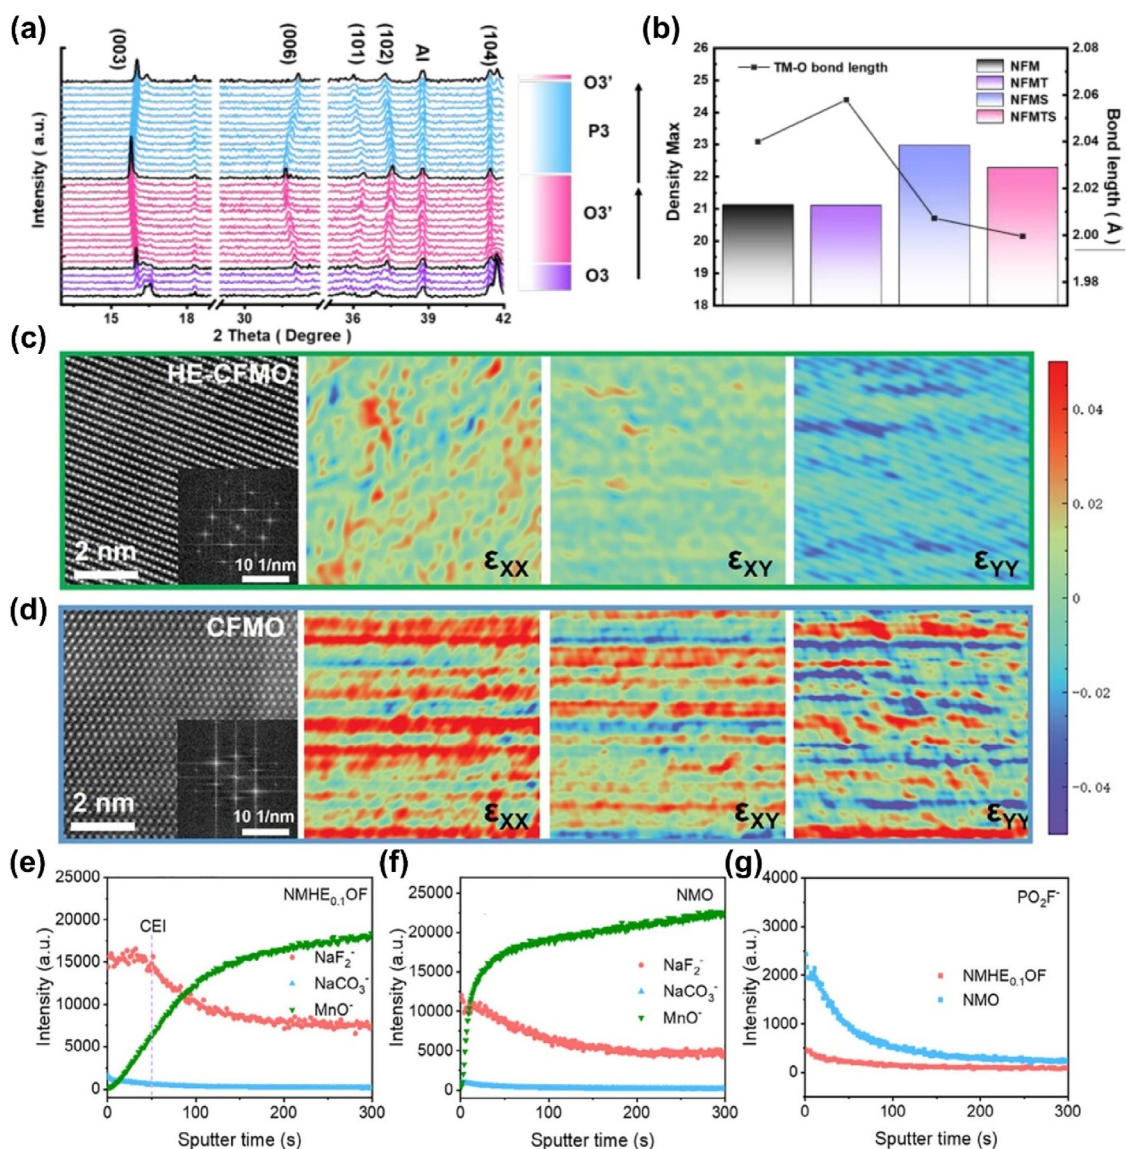 (a)
(003)
(006)
(101)
(102)
Al
(104)
O3'
P3
O3'
O3
Intensity ( a.u.)
15
18
30
36
39
42
2 Theta ( Degree )
(b)
26
25
24
23
22
21
20
19
18
Density Max
TM-O bond length
NFM
NFMT
NFMS
NFMTS
2.08
2.06
2.04
2.02
2.00
1.98
Bond length ( Å )
(c)
HE-CFMO
2 nm
10 1/nm
εXX
εXY
εYY
0.04
0.02
0
−0.02
−0.04
(d)
CFMO
2 nm
10 1/nm
εXX
εXY
εYY
(e)
25000
20000
15000
10000
5000
0
Intensity (a.u.)
CEI
NMHE0.1OF
NaF2-
NaCO3-
MnO-
0
100
200
300
Sputter time (s)
(f)
25000
20000
15000
10000
5000
0
Intensity (a.u.)
NMO
NaF2-
NaCO3-
MnO-
0
100
200
300
Sputter time (s)
(g)
4000
3000
2000
1000
0
Intensity (a.u.)
PO2F-
NMHE0.1OF
NMO
0
100
200
300
Sputter time (s)